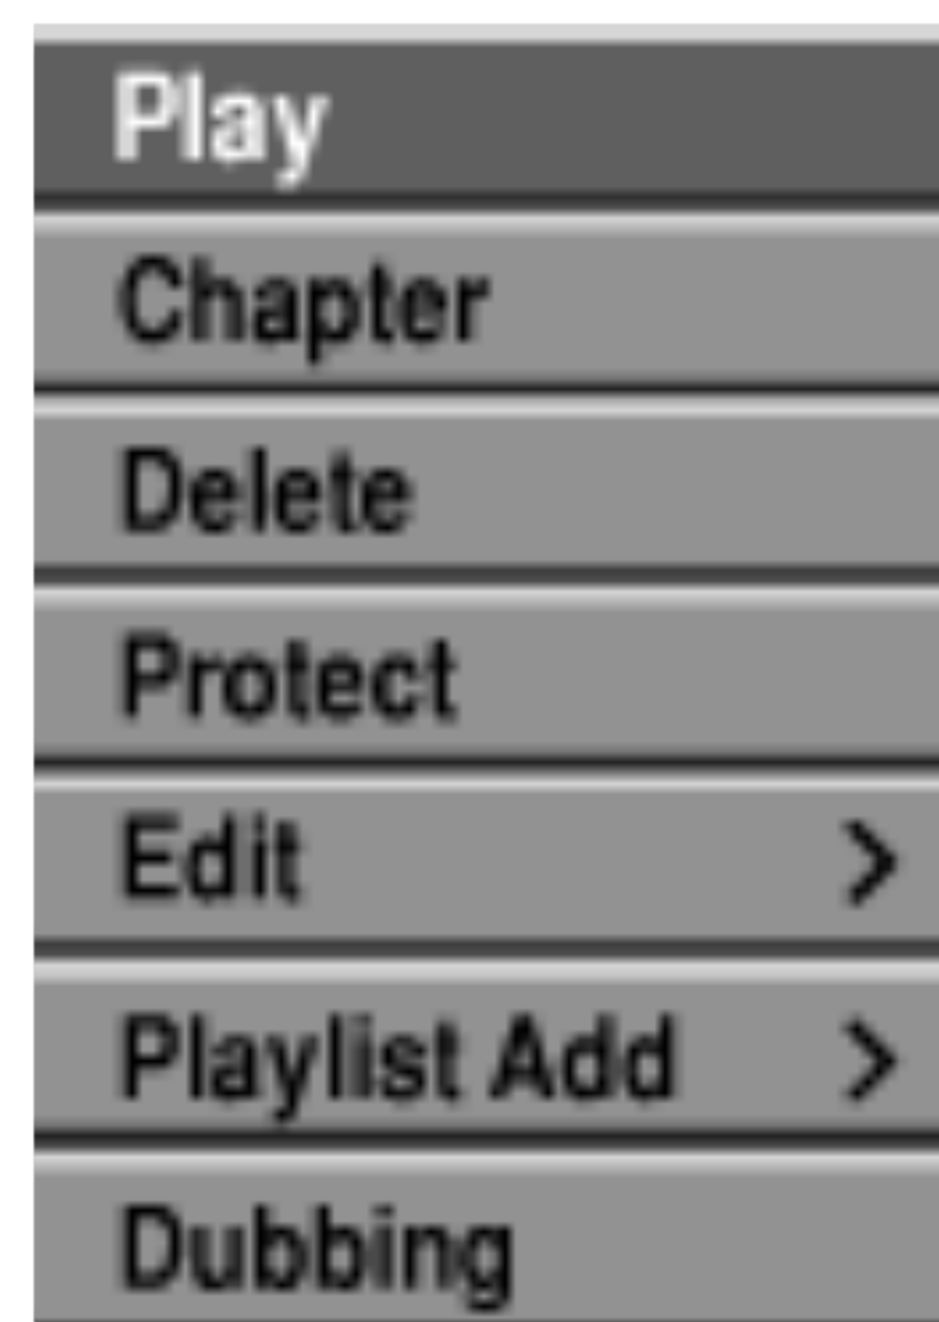 Play
Chapter
Delete
Protect
Edit >
Playlist Add >
Dubbing